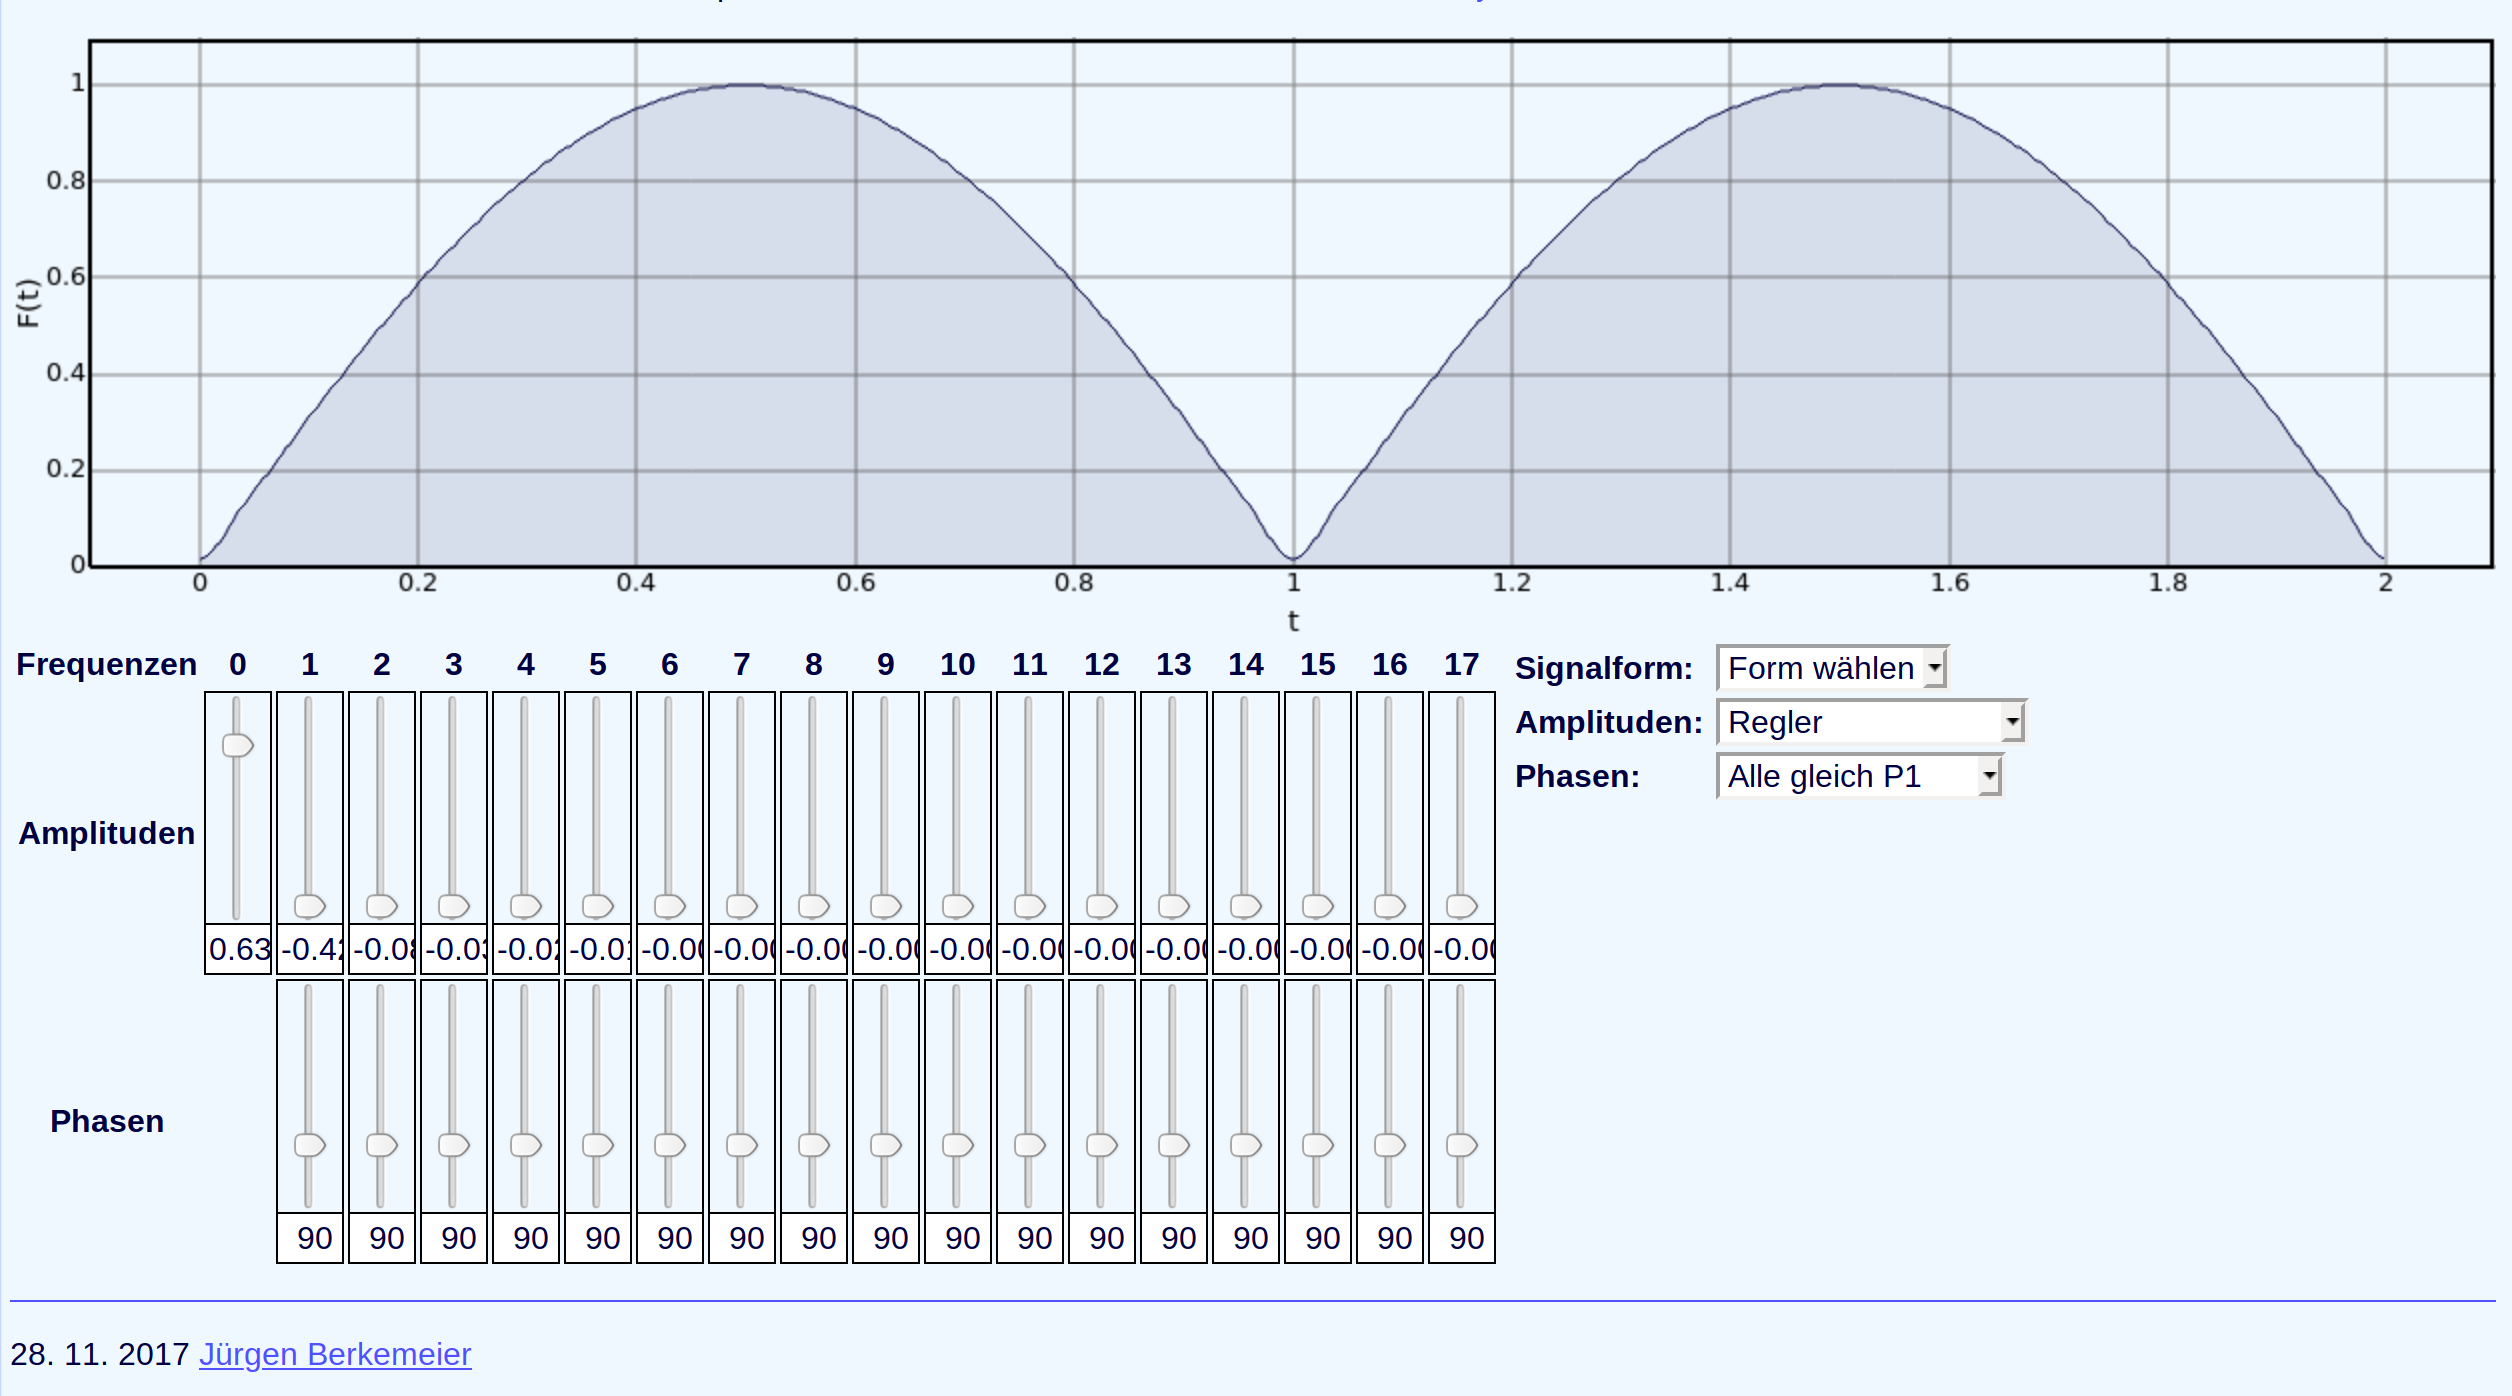 1
0.8
0.6
0.4
0.2
0
F(t)
0 0.2 0.4 0.6 0.8 1 1.2 1.4 1.6 1.8 2
t
Frequenzen 0 1 2 3 4 5 6 7 8 9 10 11 12 13 14 15 16 17
Signalform: Form wählen
Amplituden: Regler
Phasen: Alle gleich P1
Amplituden
0.63 -0.42 -0.08 -0.03 -0.02 -0.01 -0.00 -0.00 -0.00 -0.00 -0.00 -0.00 -0.00 -0.00 -0.00 -0.00 -0.00 -0.00
Phasen
90 90 90 90 90 90 90 90 90 90 90 90 90 90 90 90 90
28. 11. 2017 Jürgen Berkemeier